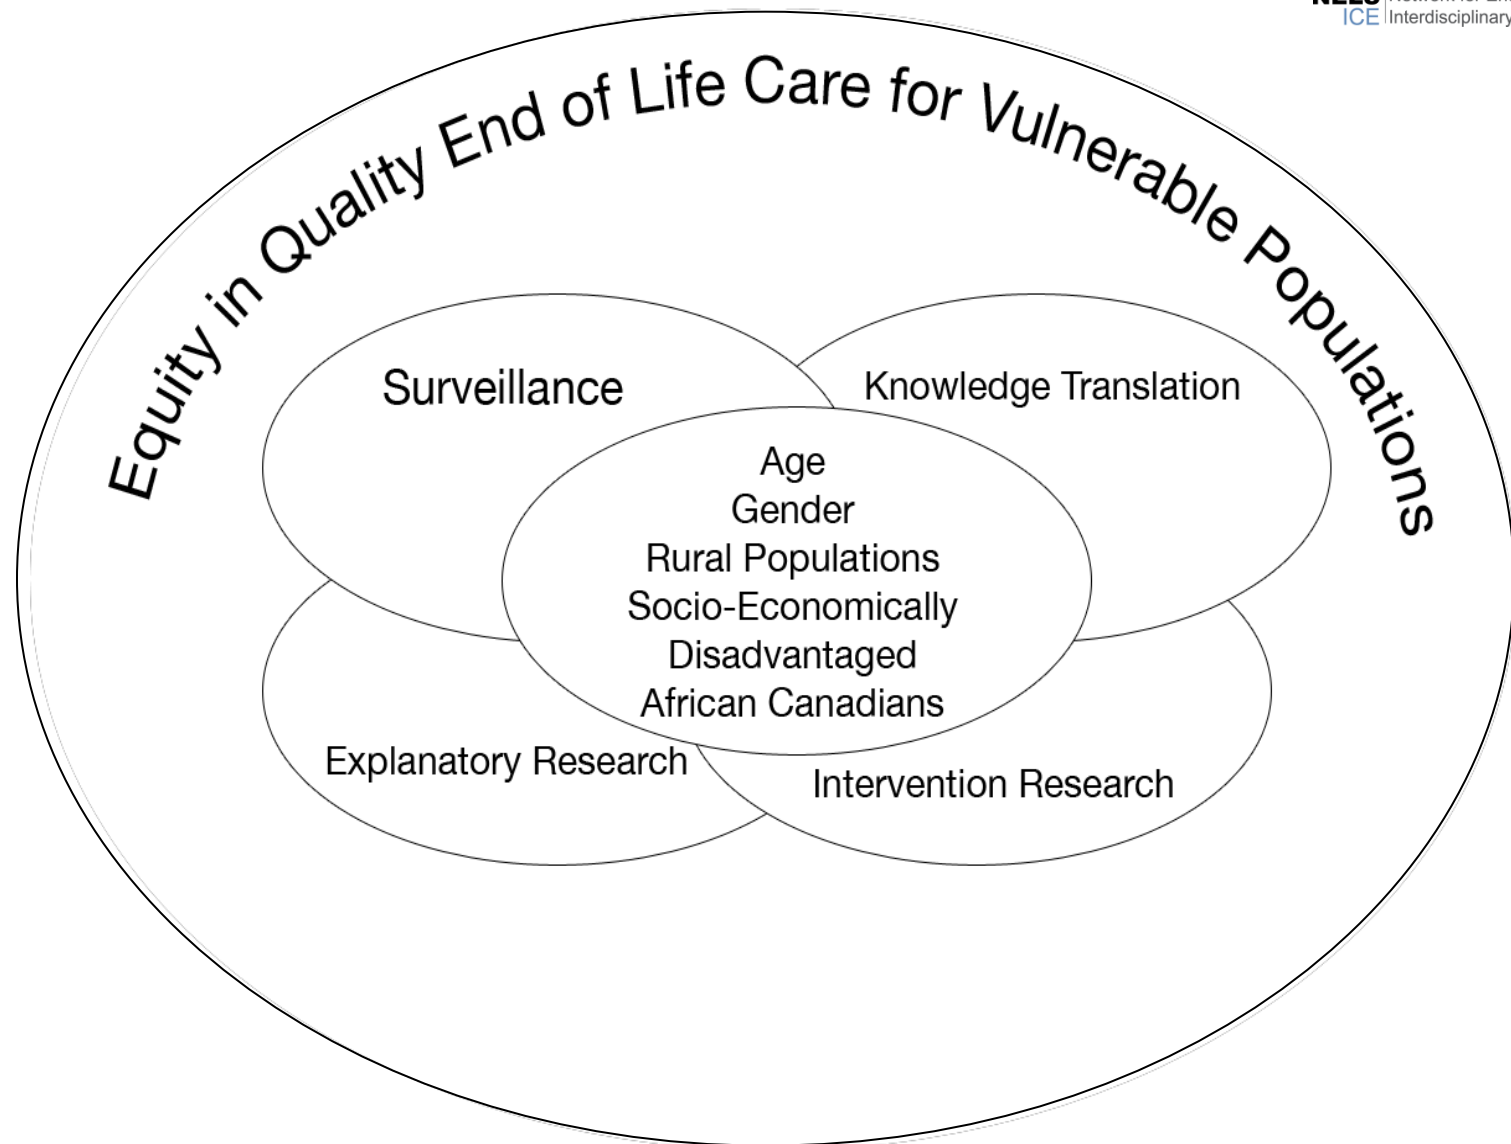 ICE Interdisciplinary
Equity in Quality End of Life Care for Vulnerable Populations
Surveillance
Knowledge Translation
Age
Gender
Rural Populations
Socio-Economically
Disadvantaged
African Canadians
Explanatory Research
Intervention Research